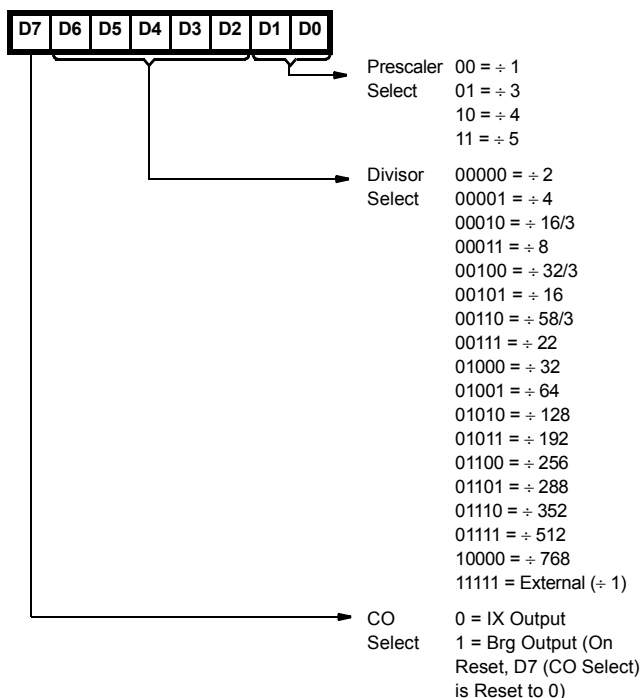 D7 D6 D5 D4 D3 D2 D1 D0
Prescaler 00 = ÷ 1
Select 01 = ÷ 3
10 = ÷ 4
11 = ÷ 5
Divisor 00000 = ÷ 2
Select 00001 = ÷ 4
00010 = ÷ 16/3
00011 = ÷ 8
00100 = ÷ 32/3
00101 = ÷ 16
00110 = ÷ 58/3
00111 = ÷ 22
01000 = ÷ 32
01001 = ÷ 64
01010 = ÷ 128
01011 = ÷ 192
01100 = ÷ 256
01101 = ÷ 288
01110 = ÷ 352
01111 = ÷ 512
10000 = ÷ 768
11111 = External (÷ 1)
CO 0 = IX Output
Select 1 = Brg Output (On
Reset, D7 (CO Select)
is Reset to 0)